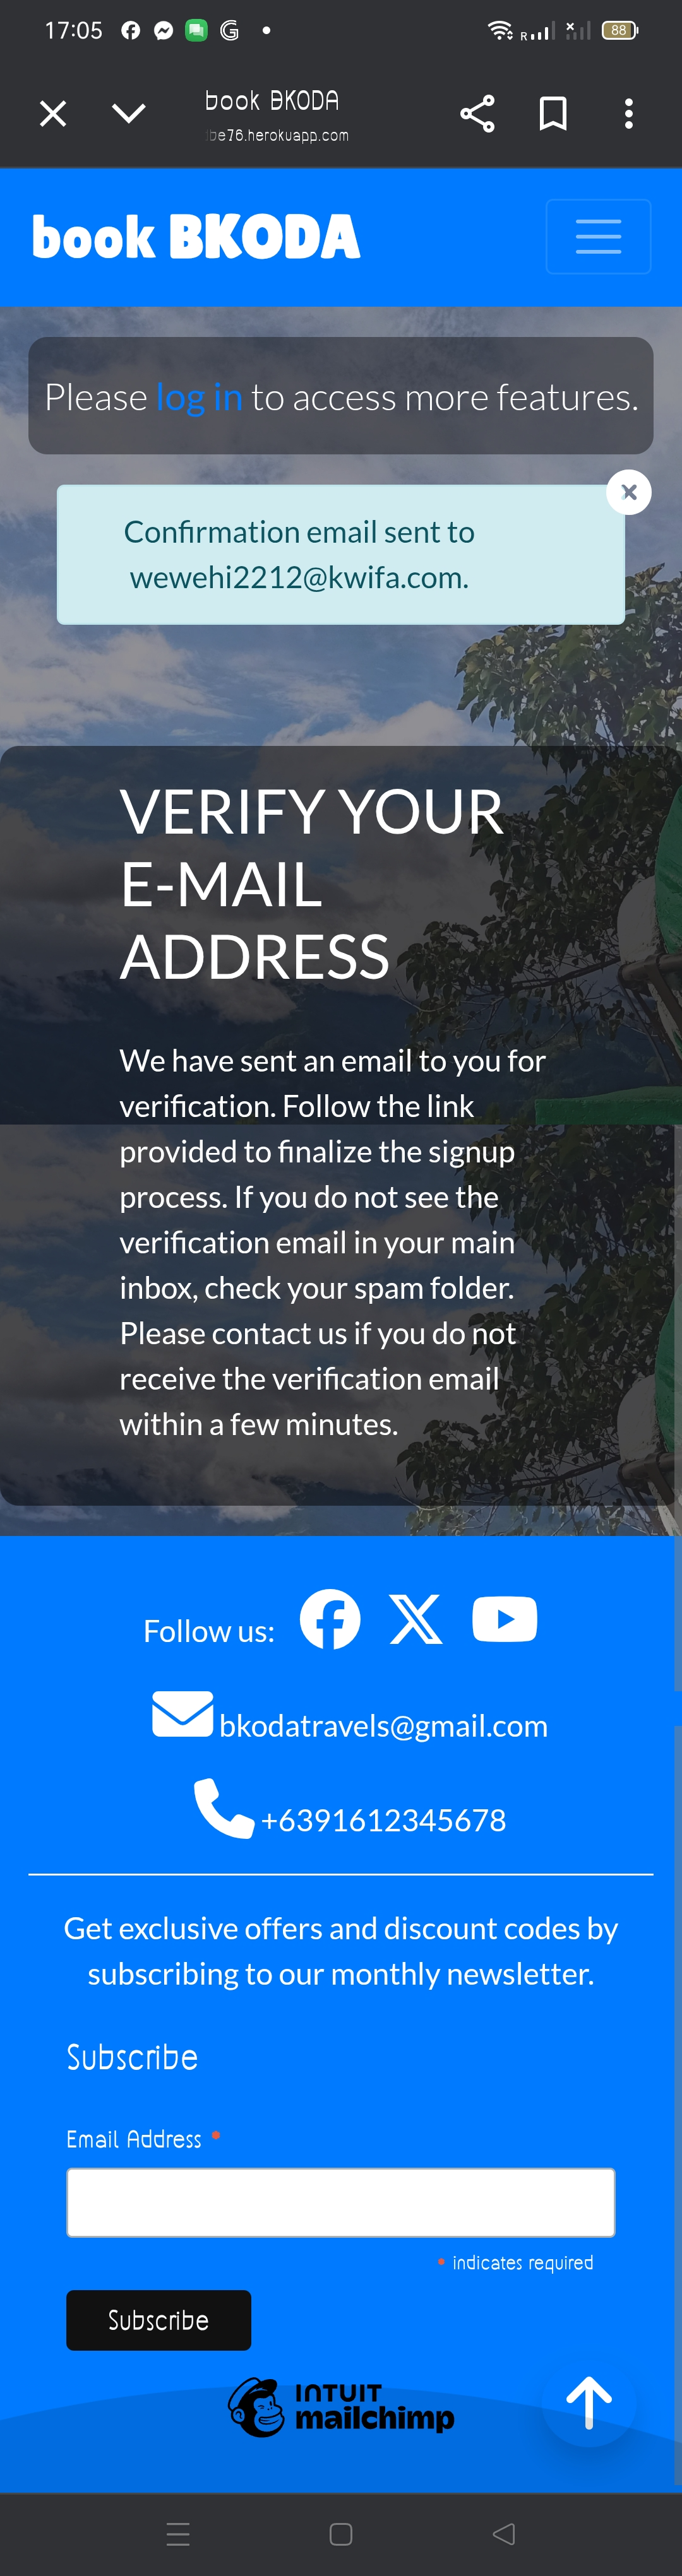 17:05
R
88
book BKODA
be76.herokuapp.com
book BKODA
Please log in to access more features.
Confirmation email sent to
wewehi2212@kwifa.com.
VERIFY YOUR
E-MAIL
ADDRESS
We have sent an email to you for
verification. Follow the link
provided to finalize the signup
process. If you do not see the
verification email in your main
inbox, check your spam folder.
Please contact us if you do not
receive the verification email
within a few minutes.
Follow us:
bkodatravels@gmail.com
+6391612345678
Get exclusive offers and discount codes by
subscribing to our monthly newsletter.
Subscribe
Email Address *
* indicates required
Subscribe
INTUIT
mailchimp